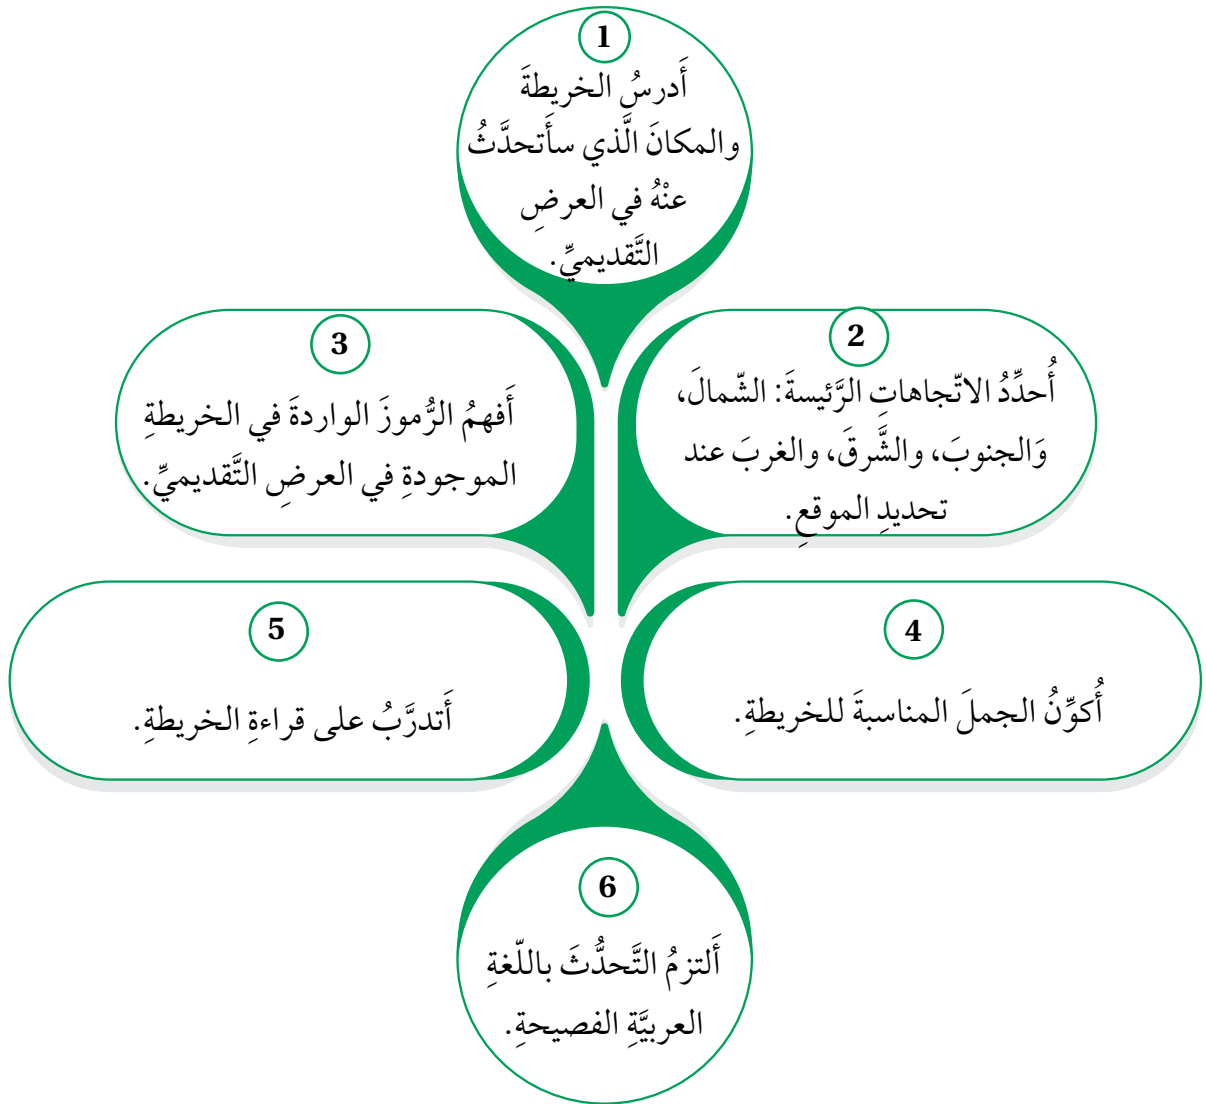 1
أَدرسُ الخريطةَ
والمكانَ الَّذي سأَتحدَّثُ
عنْهُ في العرضِ
التَّقديميِّ.
2
أُحدِّدُ الاتّجاهاتِ الرَّئيسةَ: الشّمالَ،
وَالجنوبَ، والشَّرقَ، والغربَ عند
تحديدِ الموقعِ.
3
أَفهمُ الرُّموزَ الواردةَ في الخريطةِ
الموجودةِ في العرضِ التَّقديميِّ.
4
أُكوِّنُ الجملَ المناسبةَ للخريطةِ.
5
أَتدرَّبُ على قراءةِ الخريطةِ.
6
أَلتزمُ التَّحدُّثَ باللّغةِ
العربيَّةِ الفصيحةِ.